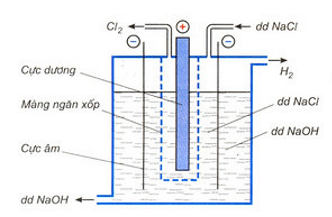 Cl2
+
dd NaCl
−
−
H2
Cực dương
Màng ngăn xốp
dd NaCl
dd NaOH
Cực âm
dd NaOH